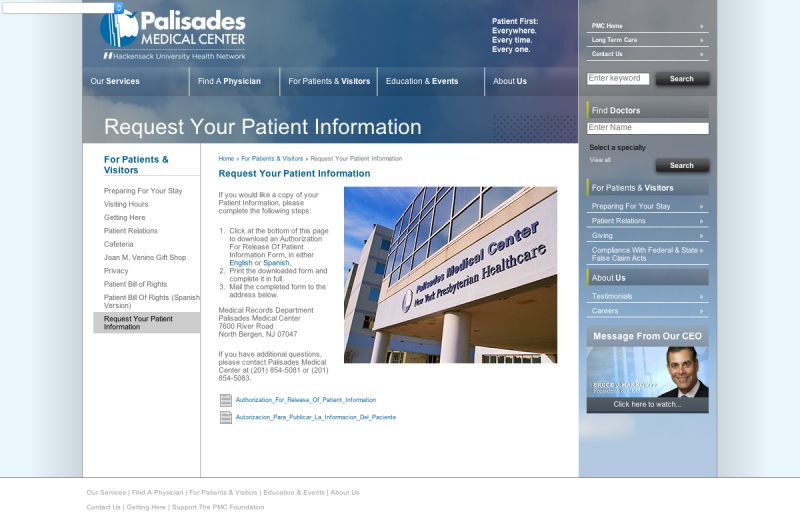 Palisades
MEDICAL CENTER
Hackensack University Health Network
Patient First:
Everywhere.
Every time.
Every one.
PMC Home »
Long Term Care »
Contact Us »
Enter keyword Search
Our Services
Find A Physician
For Patients & Visitors
Education & Events
About Us
Request Your Patient Information
Find Doctors
Enter Name
Select a specialty
View all
Search
For Patients & Visitors
Preparing For Your Stay »
Patient Relations »
Giving »
Compliance With Federal & State »
False Claim Acts
About Us
Testimonials »
Careers »
Message From Our CEO
BRUCE J. MARKOWITZ
President & CEO
Click here to watch...
For Patients &
Visitors
Preparing For Your Stay
Visiting Hours
Getting Here
Patient Relations
Cafeteria
Joan M. Venino Gift Shop
Privacy
Patient Bill of Rights
Patient Bill Of Rights (Spanish
Version)
Request Your Patient
Information
Home » For Patients & Visitors » Request Your Patient Information
Request Your Patient Information
If you would like a copy of your
Patient Information, please
complete the following steps:
1. Click at the bottom of this page
to download an Authorization
For Release Of Patient
Information Form, in either
English or Spanish.
2. Print the downloaded form and
complete it in full.
3. Mail the completed form to the
address below.
Medical Records Department
Palisades Medical Center
7600 River Road
North Bergen, NJ 07047
If you have additional questions,
please contact Palisades Medical
Center at (201) 854-5081 or (201)
854-5083.
Palisades Medical Center
New York Presbyterian Healthcare
Authorization_For_Release_Of_Patient_Information
Autorizacion_Para_Publicar_La_Informacion_Del_Paciente
Our Services | Find A Physician | For Patients & Visitors | Education & Events | About Us
Contact Us | Getting Here | Support The PMC Foundation